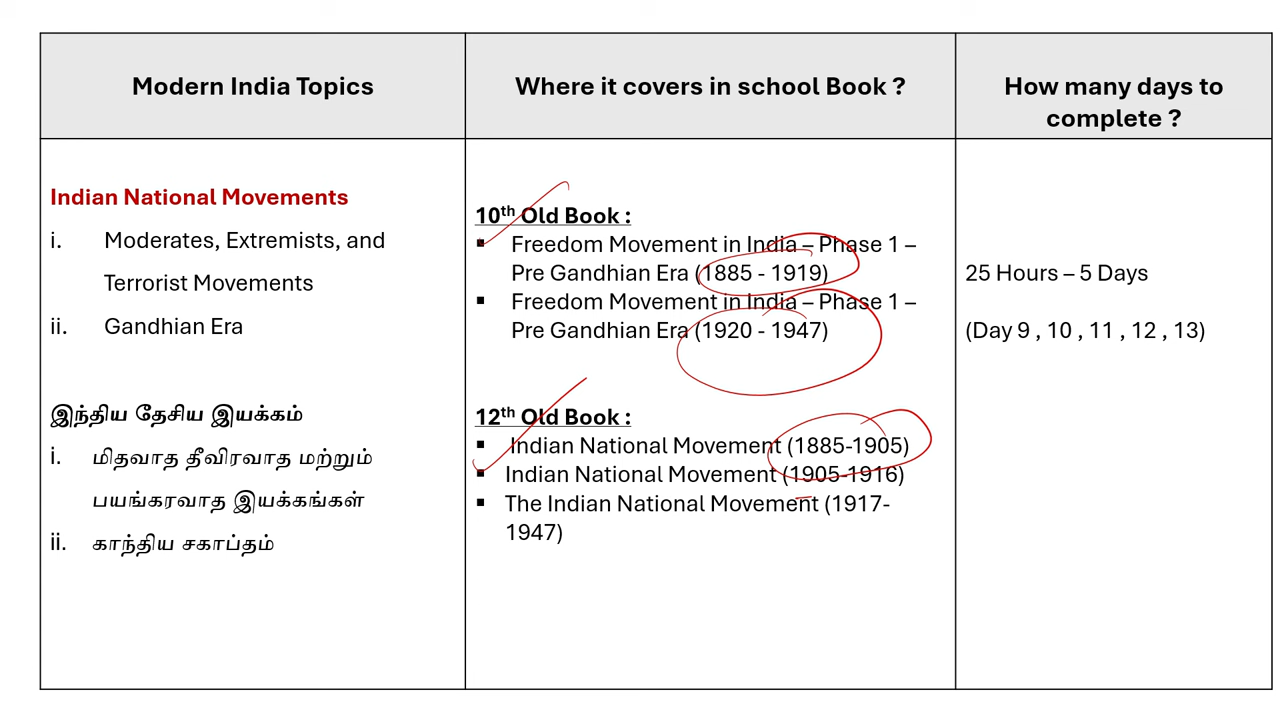 Modern India Topics
Where it covers in school Book ?
How many days to
complete ?
Indian National Movements
i. Moderates, Extremists, and
Terrorist Movements
ii. Gandhian Era
இந்திய தேசிய இயக்கம்
i. மிதவாத தீவிரவாத மற்றும்
பயங்கரவாத இயக்கங்கள்
ii. காந்திய சகாப்தம்
10th Old Book :
▪ Freedom Movement in India – Phase 1 –
Pre Gandhian Era (1885 - 1919)
▪ Freedom Movement in India – Phase 1 –
Pre Gandhian Era (1920 - 1947)
12th Old Book :
▪ Indian National Movement (1885-1905)
▪ Indian National Movement (1905-1916)
▪ The Indian National Movement (1917-
1947)
25 Hours – 5 Days
(Day 9 , 10 , 11 , 12 , 13)